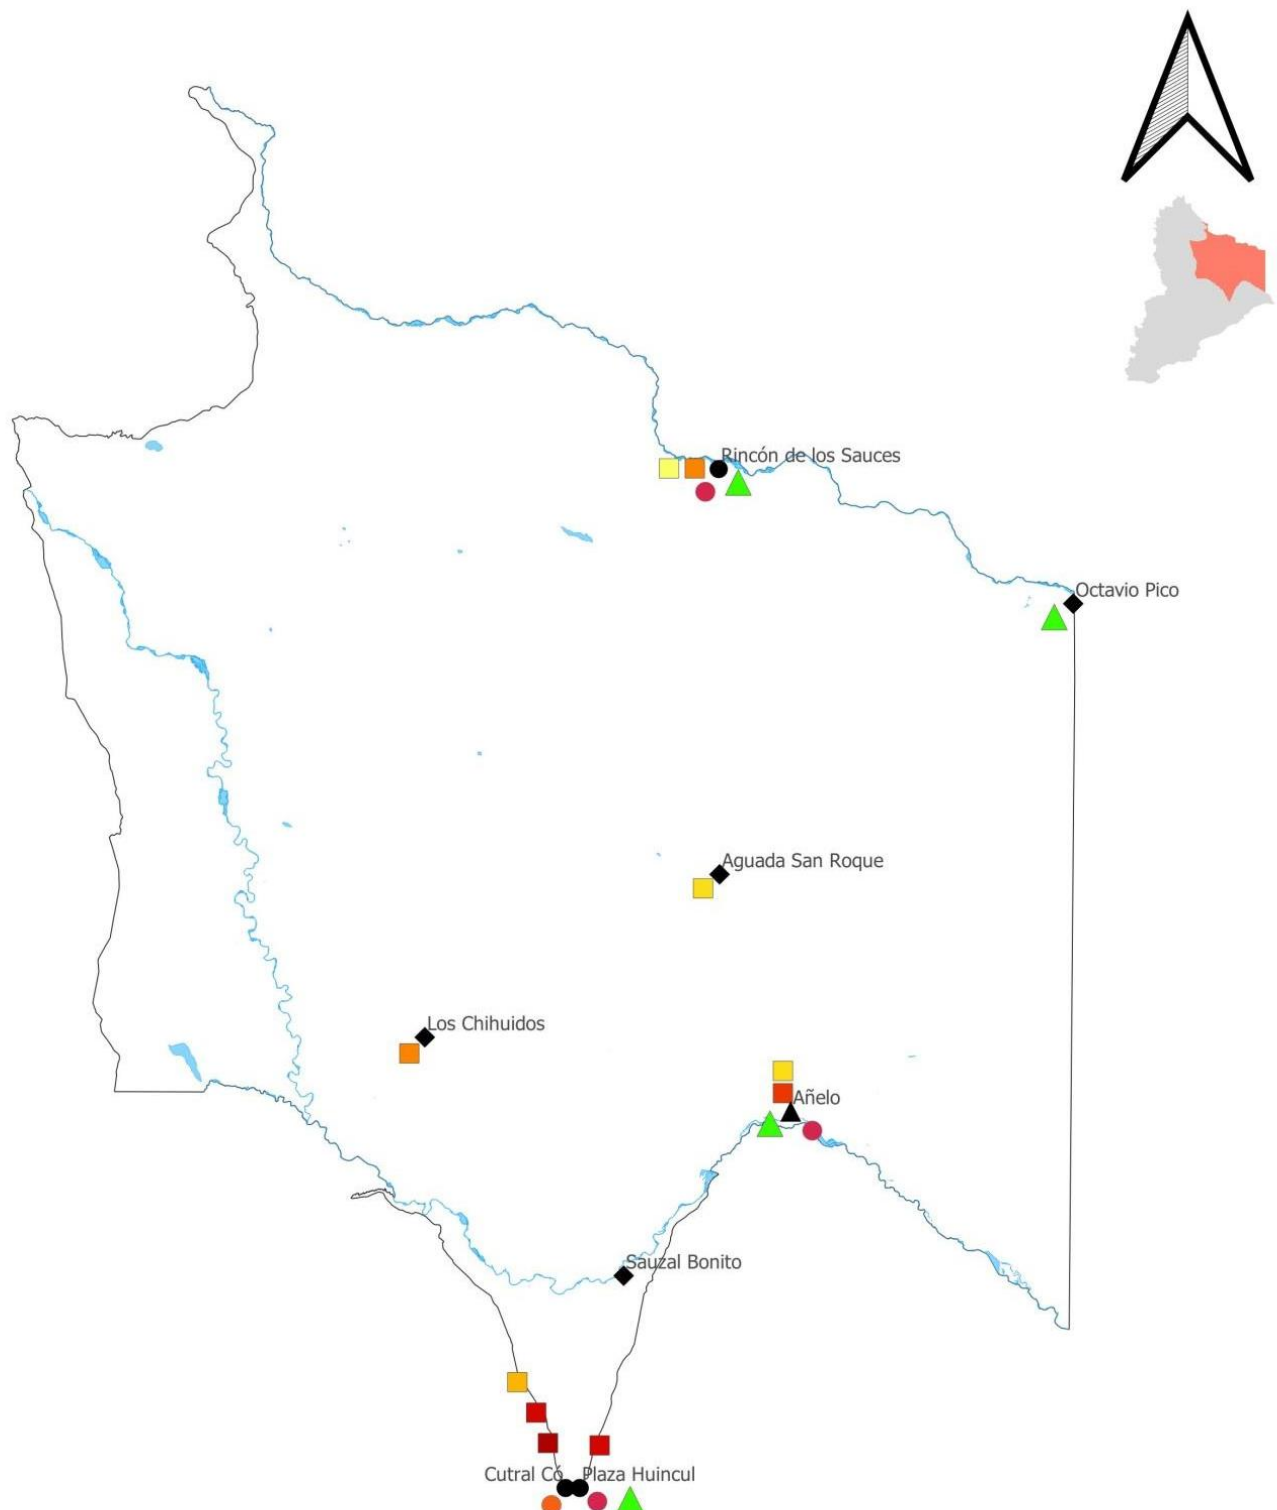 Rincón de los Sauces
Octavio Pico
Aguada San Roque
Los Chihuidos
Añelo
Sauzal Bonito
Cutral Có
Plaza Huincul